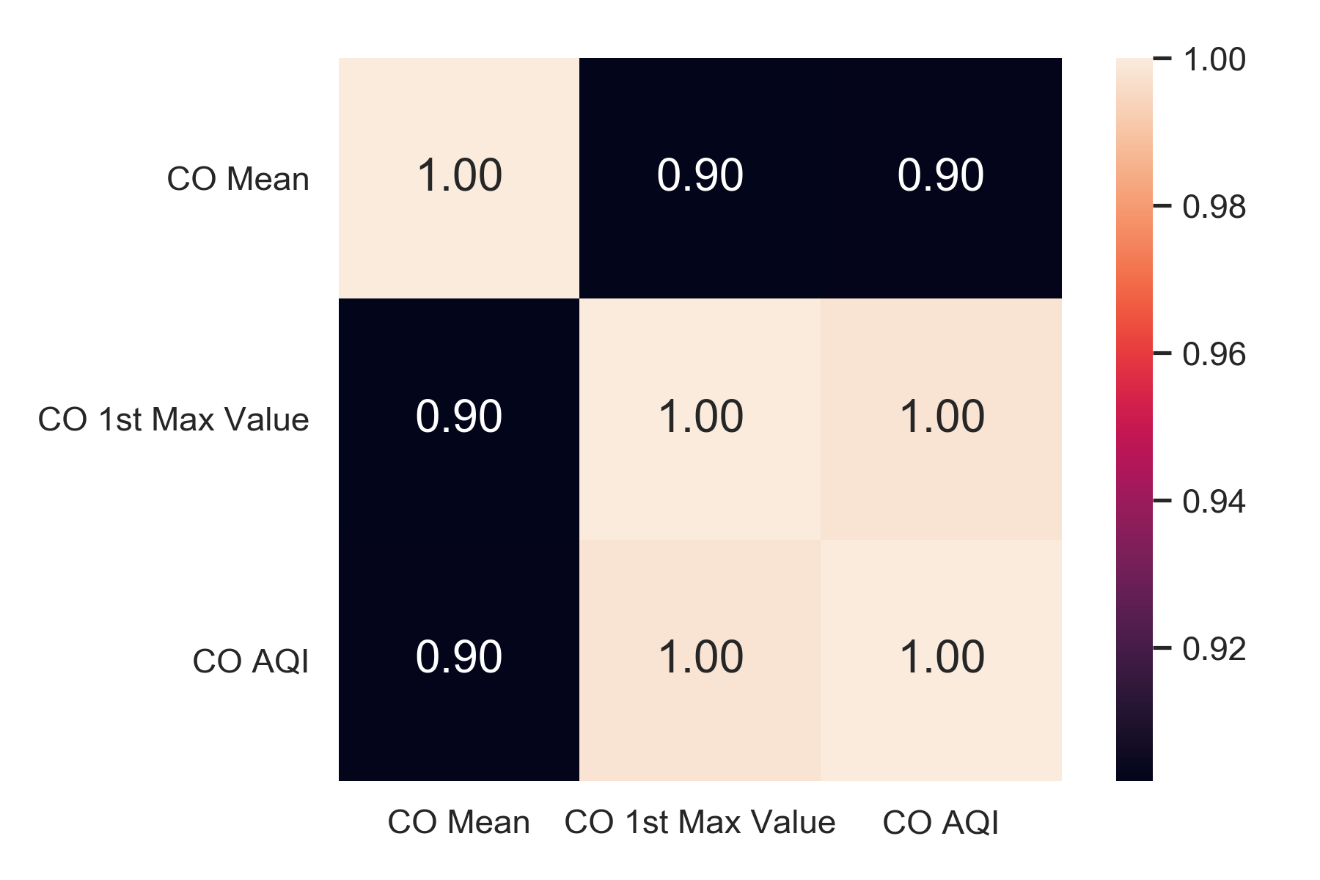 CO Mean 1.00 0.90 0.90
CO 1st Max Value 0.90 1.00 1.00
CO AQI 0.90 1.00 1.00
CO Mean CO 1st Max Value CO AQI
1.00
0.98
0.96
0.94
0.92